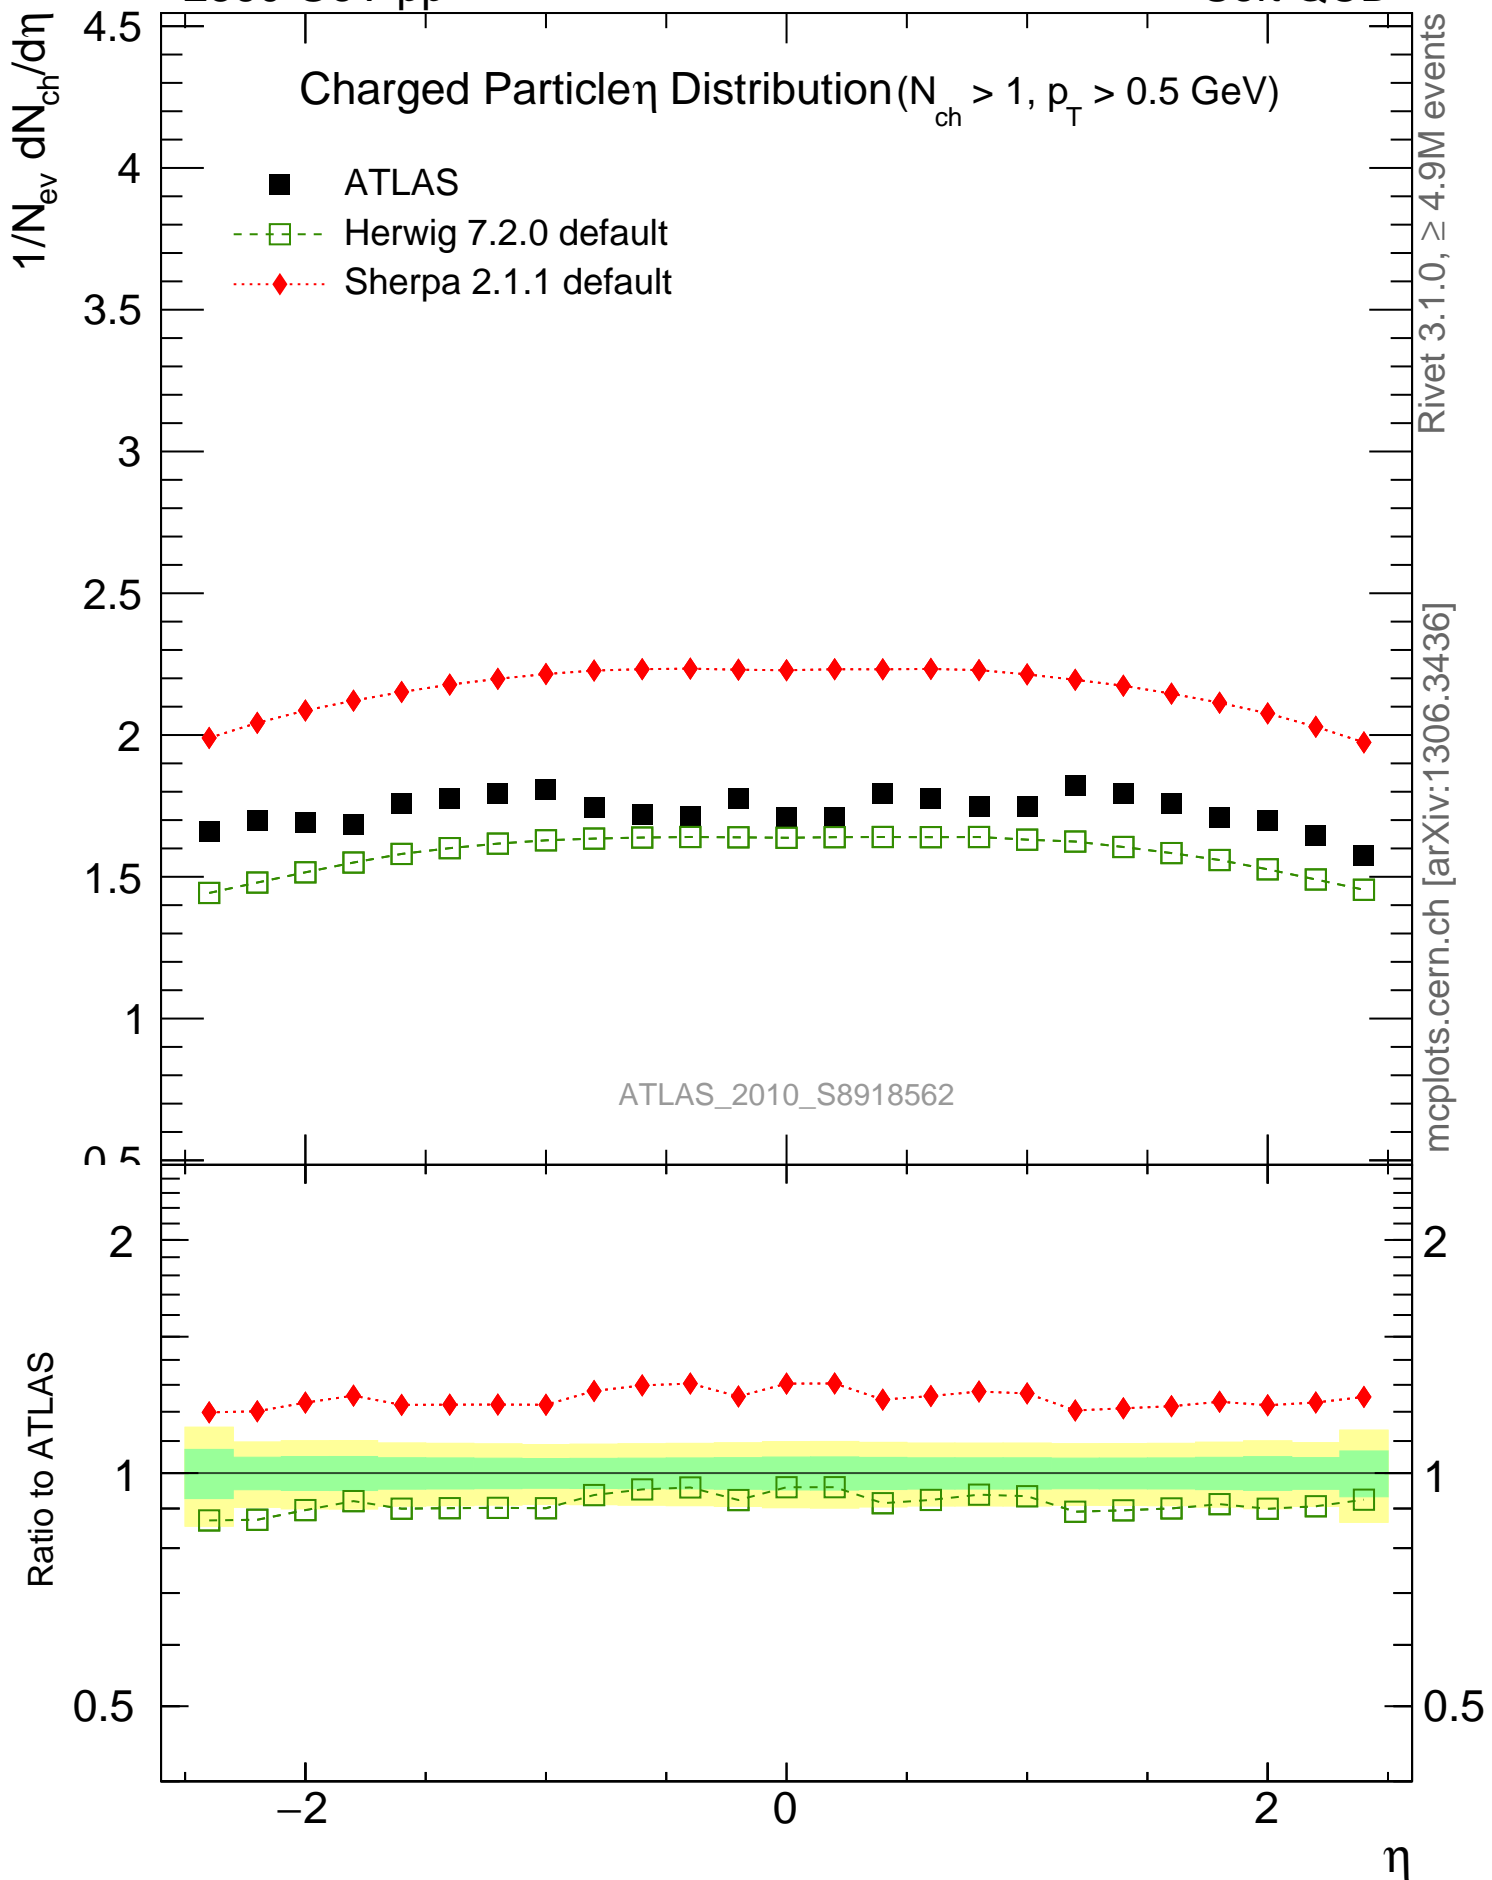 Charged Particleη Distribution (N_ch > 1, p_T > 0.5 GeV)
ATLAS
Herwig 7.2.0 default
Sherpa 2.1.1 default
1/N_ev dN_ch/dη
4.5
4
3.5
3
2.5
2
1.5
1
0.5
ATLAS_2010_S8918562
Rivet 3.1.0, ≥ 4.9M events
mcplots.cern.ch [arXiv:1306.3436]
Ratio to ATLAS
2
1
0.5
2
1
0.5
−2
0
2
η